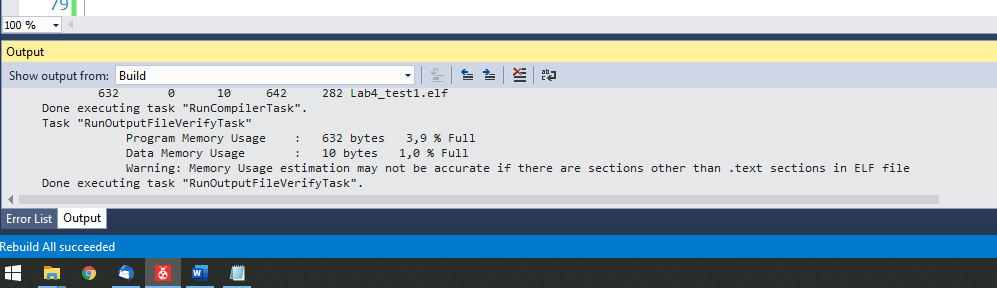 79
100 %
Output
Show output from: Build
632 0 10 642 282 Lab4_test1.elf
Done executing task "RunCompilerTask".
Task "RunOutputFileVerifyTask"
Program Memory Usage : 632 bytes 3,9 % Full
Data Memory Usage : 10 bytes 1,0 % Full
Warning: Memory Usage estimation may not be accurate if there are sections other than .text sections in ELF file
Done executing task "RunOutputFileVerifyTask".
Error List Output
Rebuild All succeeded